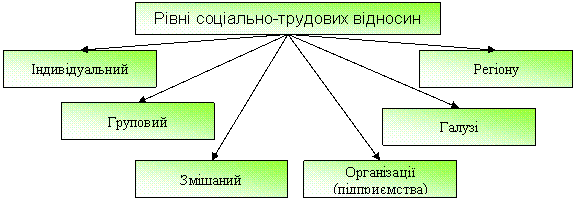 Рівні соціально-трудових відносин
Індивідуальний
Регіону
Груповий
Галузі
Змішаний
Організації
(підприємства)